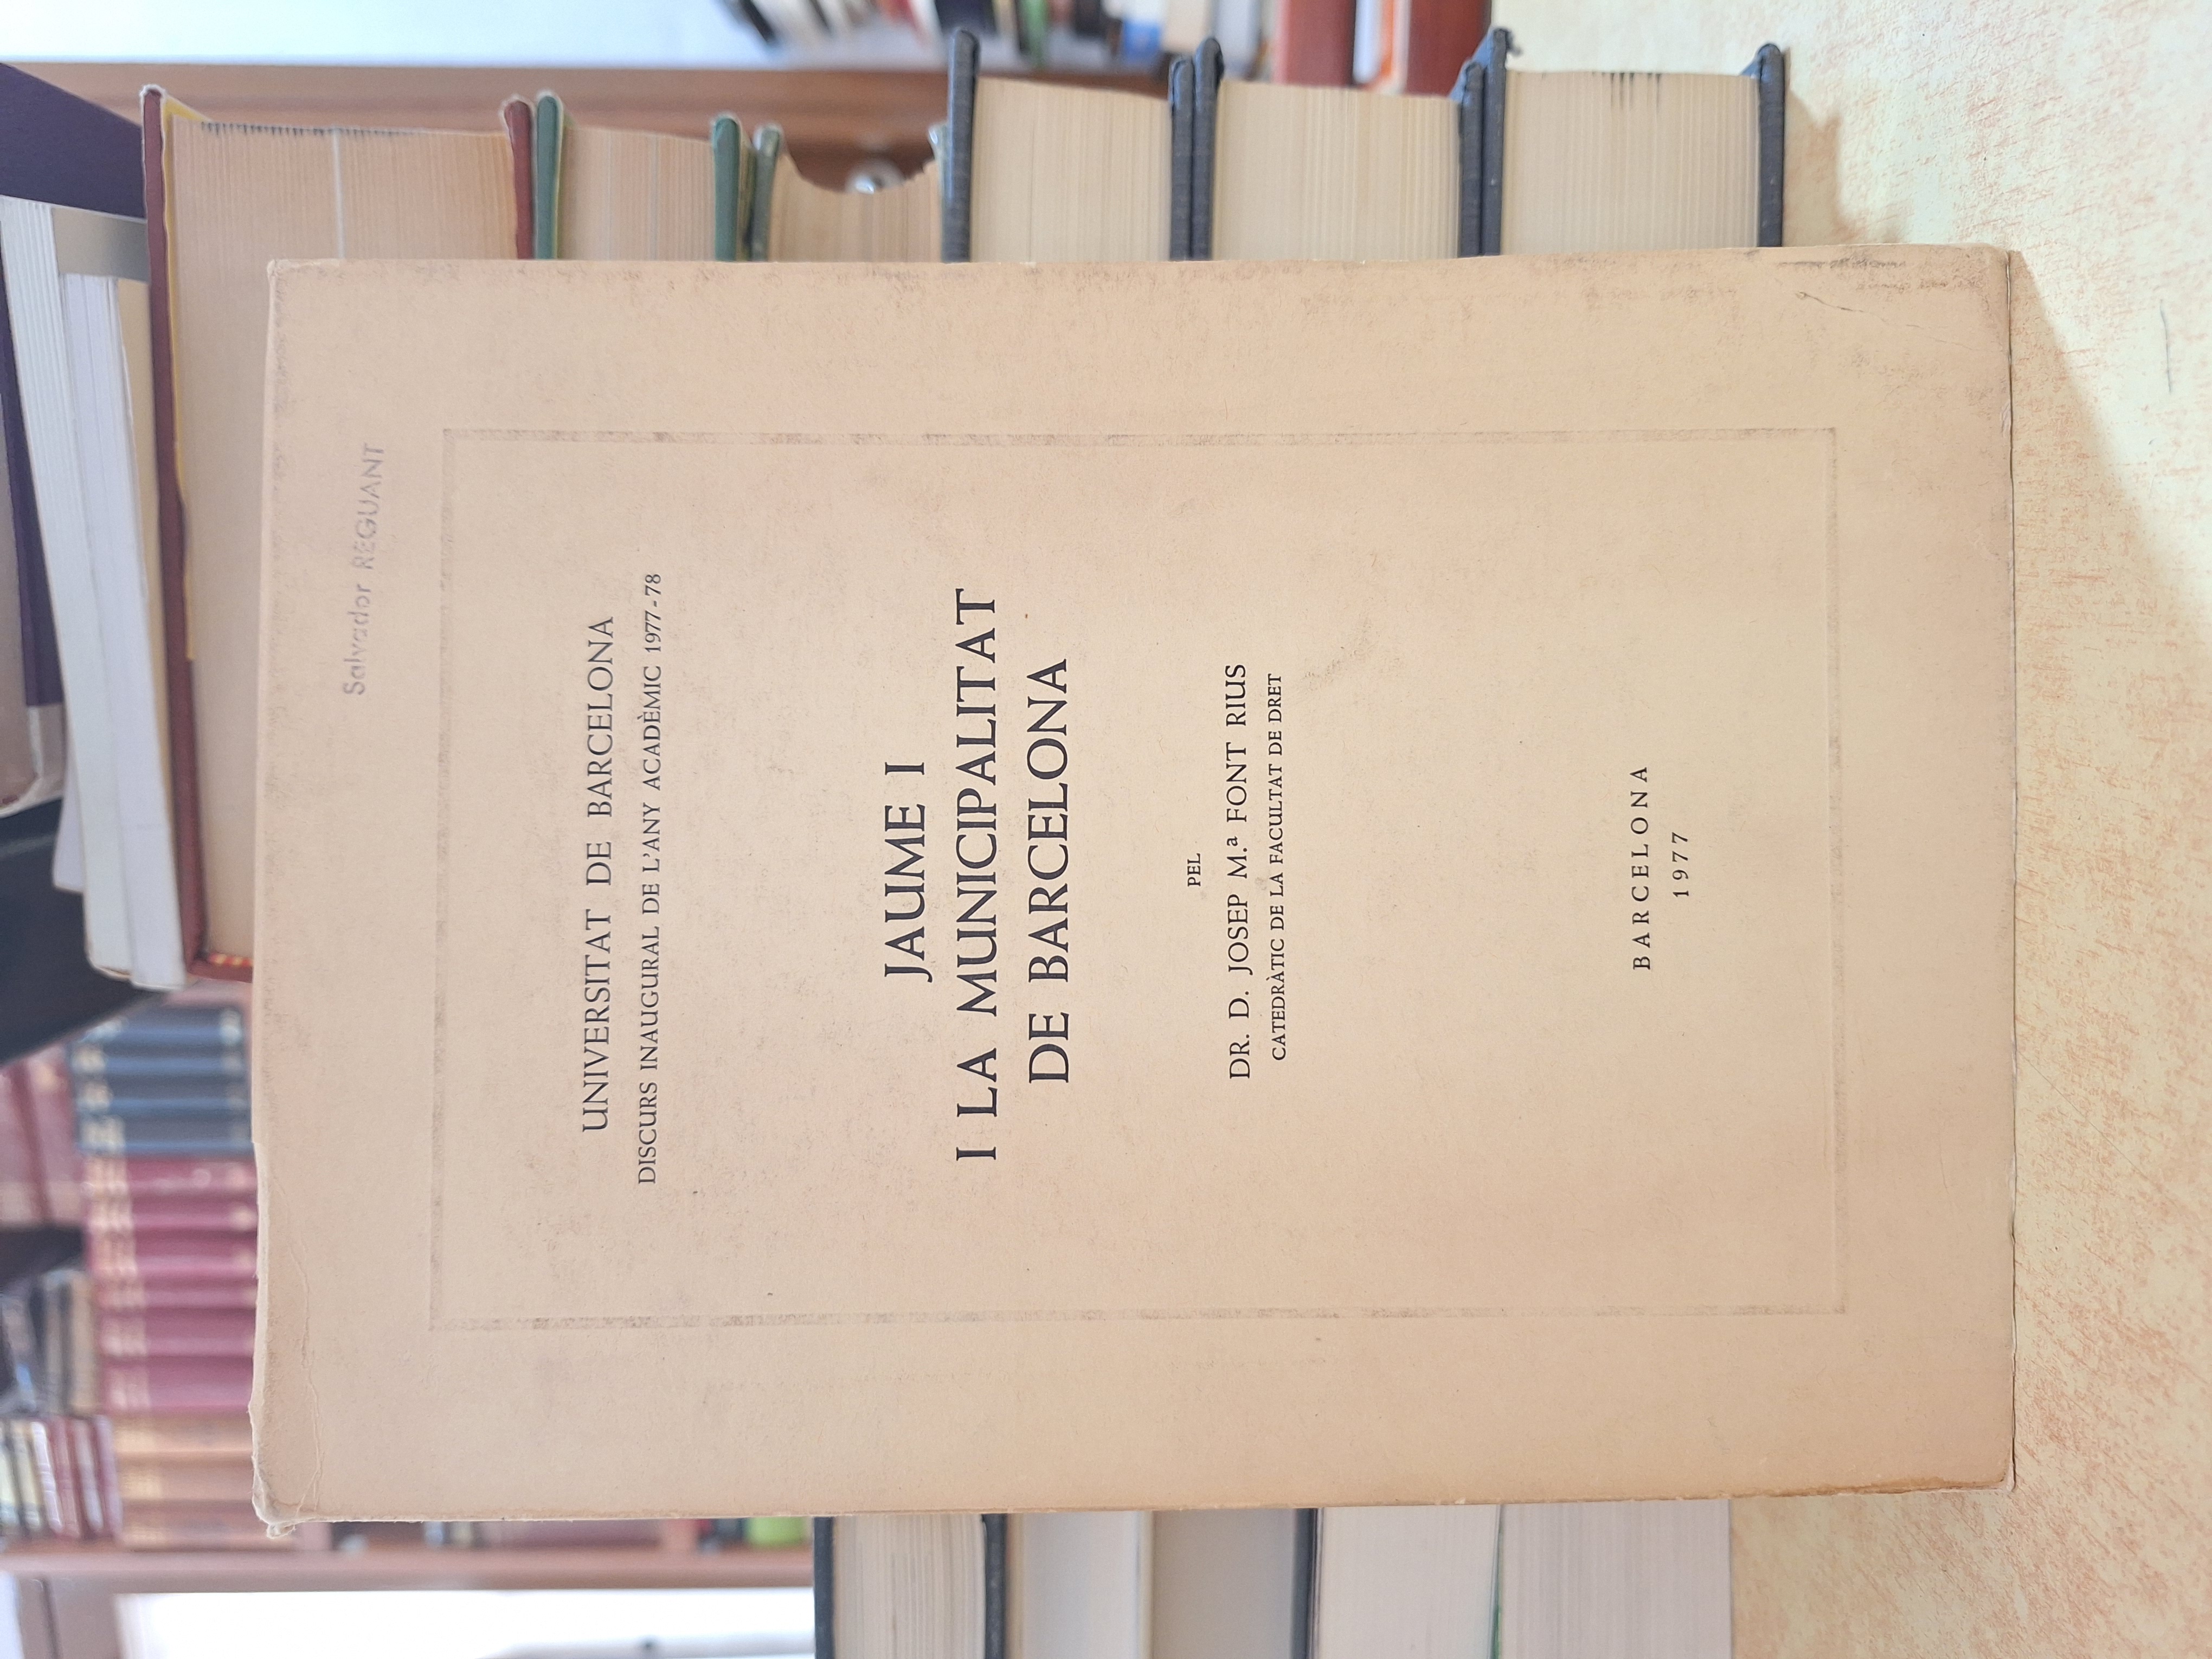 Salvador REGUANT
UNIVERSITAT DE BARCELONA
DISCURS INAUGURAL DE L'ANY ACADÈMIC 1977-78
JAUME I
I LA MUNICIPALITAT
DE BARCELONA
PEL
DR. D. JOSEP M.ª FONT RIUS
CATEDRÀTIC DE LA FACULTAT DE DRET
BARCELONA
1977